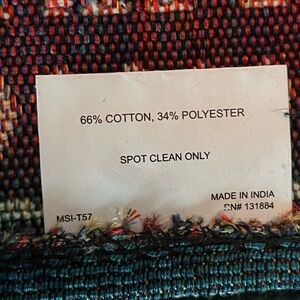 66% COTTON, 34% POLYESTER
SPOT CLEAN ONLY
MADE IN INDIA
MSI-T57 RN# 131884